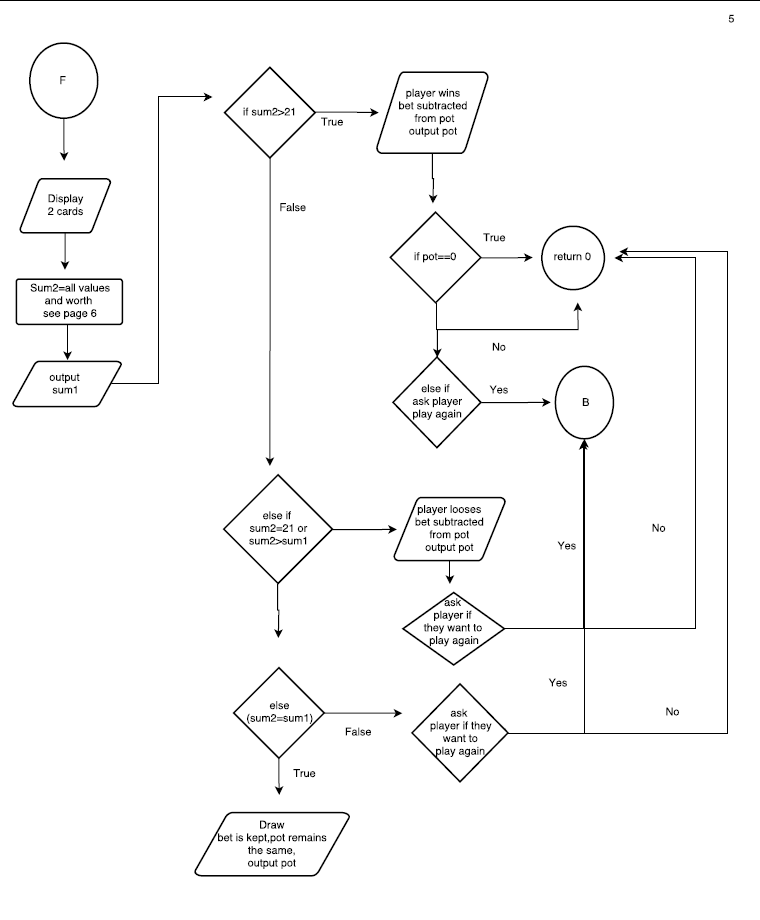 5
F
Display
2 cards
Sum2=all values
and worth
see page 6
output
sum1
if sum2>21
True
False
player wins
bet subtracted
from pot
output pot
if pot==0
True
return 0
No
else if
ask player
play again
Yes
B
else if
sum2=21 or
sum2>sum1
player looses
bet subtracted
from pot
output pot
Yes
No
ask
player if
they want to
play again
Yes
No
else
(sum2=sum1)
False
ask
player if they
want to
play again
True
Draw
bet is kept,pot remains
the same,
output pot